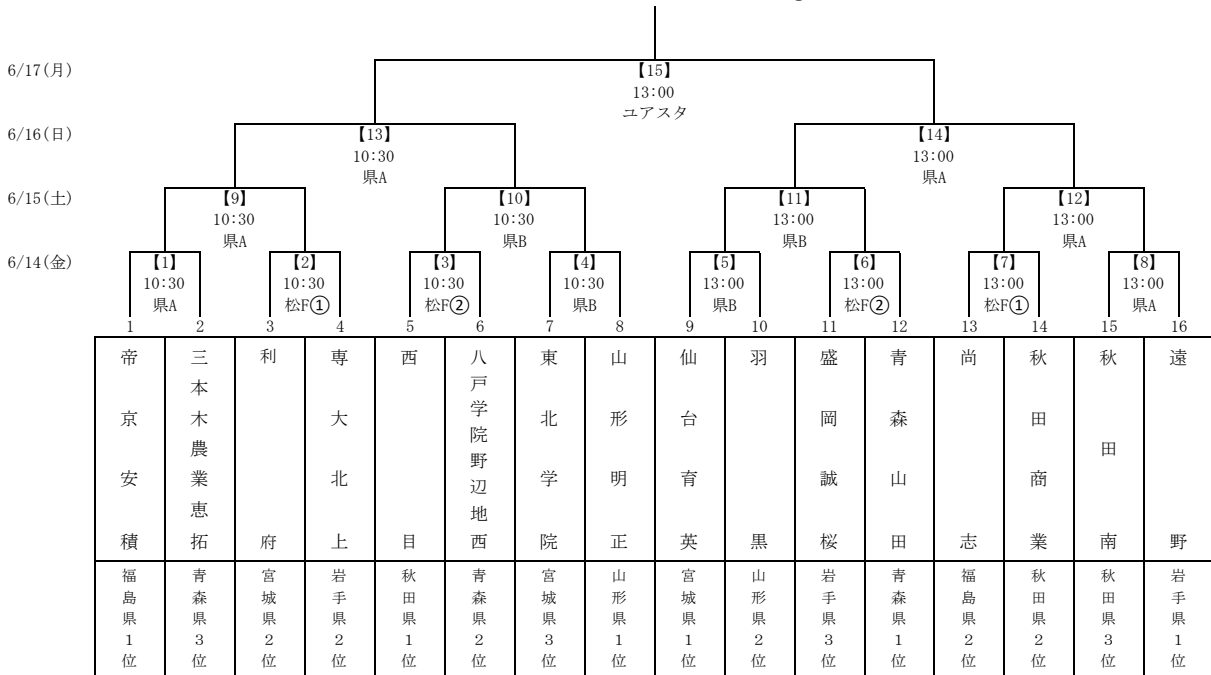 6/17(月)
【15】
13:00
ユアスタ
6/16(日)
【13】
10:30
県A
【14】
13:00
県A
6/15(土)
【9】
10:30
県A
【10】
10:30
県B
【11】
13:00
県B
【12】
13:00
県A
6/14(金)
【1】
10:30
県A
【2】
10:30
松F①
【3】
10:30
松F②
【4】
10:30
県B
【5】
13:00
県B
【6】
13:00
松F②
【7】
13:00
松F①
【8】
13:00
県A
1 2 3 4 5 6 7 8 9 10 11 12 13 14 15 16
帝京安積
三本木農業恵拓
利府
専大北上
西目
八戸学院野辺地西
東北学院
山形明正
仙台育英
羽黒
盛岡誠桜
青森山田
尚志
秋田商業
秋田南
遠野
福島県1位
青森県3位
宮城県2位
岩手県2位
秋田県1位
青森県2位
宮城県3位
山形県1位
宮城県1位
山形県2位
岩手県3位
青森県1位
福島県2位
秋田県2位
秋田県3位
岩手県1位